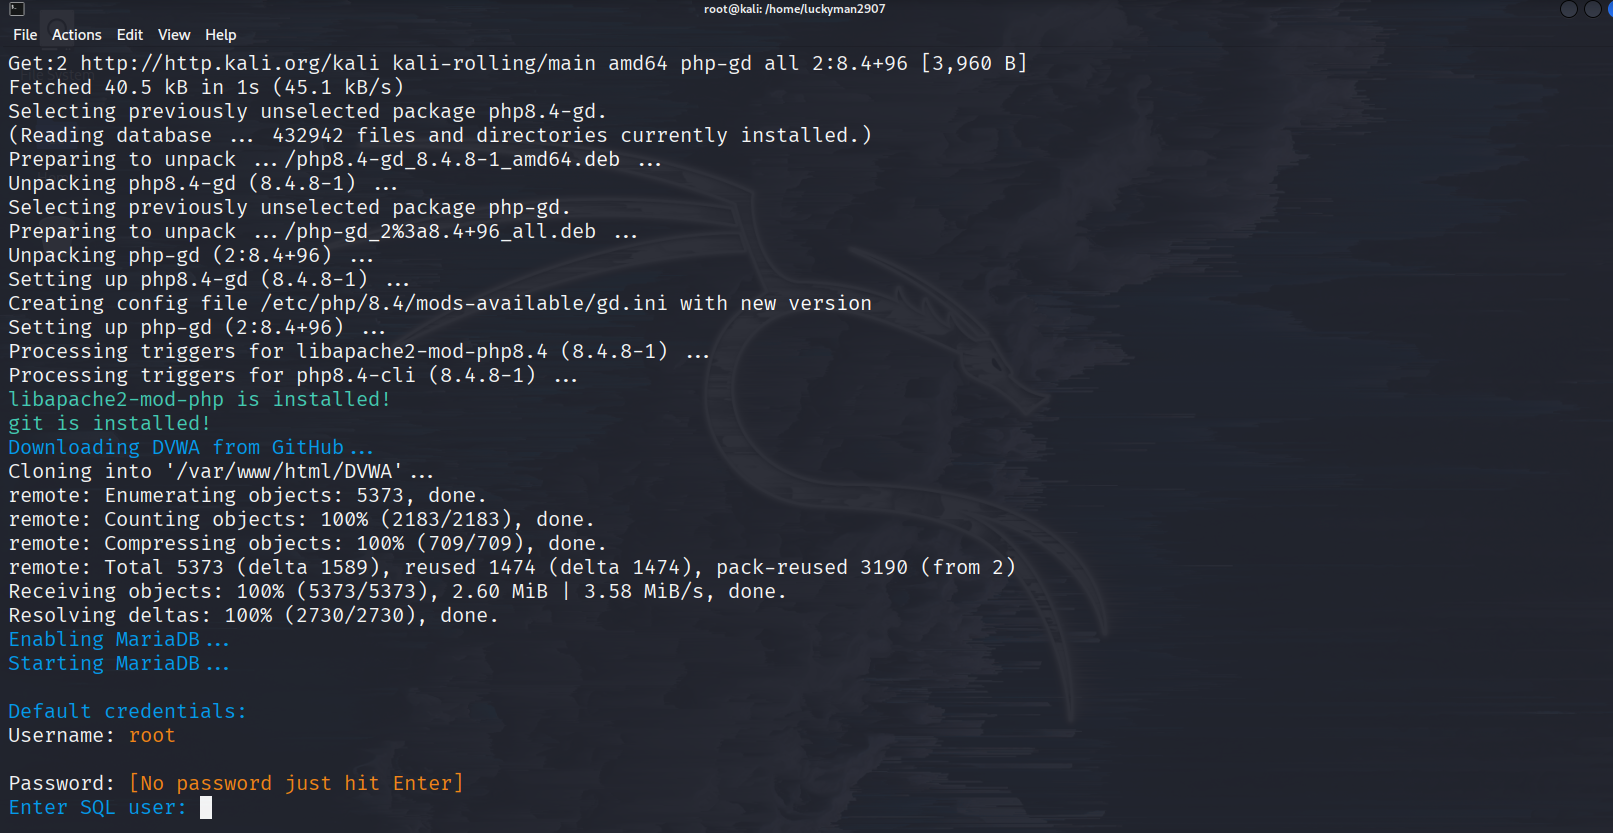 root@kali: /home/luckyman2907
File Actions Edit View Help
Get:2 http://http.kali.org/kali kali-rolling/main amd64 php-gd all 2:8.4+96 [3,960 B]
Fetched 40.5 kB in 1s (45.1 kB/s)
Selecting previously unselected package php8.4-gd.
(Reading database ... 432942 files and directories currently installed.)
Preparing to unpack .../php8.4-gd_8.4.8-1_amd64.deb ...
Unpacking php8.4-gd (8.4.8-1) ...
Selecting previously unselected package php-gd.
Preparing to unpack .../php-gd_2%3a8.4+96_all.deb ...
Unpacking php-gd (2:8.4+96) ...
Setting up php8.4-gd (8.4.8-1) ...
Creating config file /etc/php/8.4/mods-available/gd.ini with new version
Setting up php-gd (2:8.4+96) ...
Processing triggers for libapache2-mod-php8.4 (8.4.8-1) ...
Processing triggers for php8.4-cli (8.4.8-1) ...
libapache2-mod-php is installed!
git is installed!
Downloading DVWA from GitHub...
Cloning into '/var/www/html/DVWA'...
remote: Enumerating objects: 5373, done.
remote: Counting objects: 100% (2183/2183), done.
remote: Compressing objects: 100% (709/709), done.
remote: Total 5373 (delta 1589), reused 1474 (delta 1474), pack-reused 3190 (from 2)
Receiving objects: 100% (5373/5373), 2.60 MiB | 3.58 MiB/s, done.
Resolving deltas: 100% (2730/2730), done.
Enabling MariaDB...
Starting MariaDB...
Default credentials:
Username: root
Password: [No password just hit Enter]
Enter SQL user: